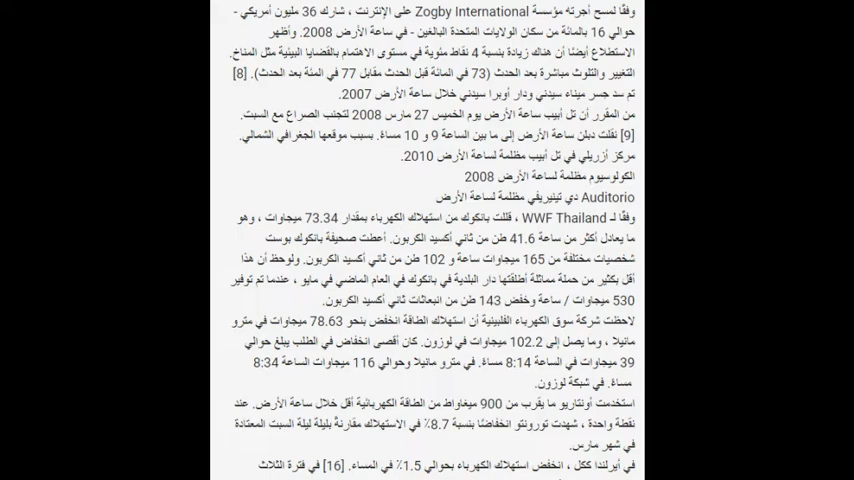 وفقًا لمسح أجرته مؤسسة Zogby International على الإنترنت ، شارك 36 مليون أمريكي -
حوالي 16 بالمائة من سكان الولايات المتحدة البالغين - في ساعة الأرض 2008. وأظهر
الاستطلاع أيضًا أن هناك زيادة بنسبة 4 نقاط مئوية في مستوى الاهتمام بالقضايا البيئية مثل المناخ.
التغيير والتلوث مباشرة بعد الحدث (73 في المائة قبل الحدث مقابل 77 في المئة بعد الحدث). [8]
تم سد جسر ميناء سيدني ودار أوبرا سيدني خلال ساعة الأرض 2007.
من المقرر أن تل أبيب ساعة الأرض يوم الخميس 27 مارس 2008 لتجنب الصراع مع السبت.
[9] نفلت دبلن ساعة الأرض إلى ما بين الساعة 9 و 10 مساءً. بسبب موقعها الجغرافي الشمالي.
مركز أزريلي في تل أبيب مظلمة لساعة الأرض 2010.
الكولوسيوم مظلمة لساعة الأرض 2008
Auditorio دي تينيريفي مظلمة لساعة الأرض
وفقًا لـ WWF Thailand ، قللت بانكوك من استهلاك الكهرباء بمقدار 73.34 ميجاوات ، وهو
ما يعادل أكثر من ساعة 41.6 طن من ثاني أكسيد الكربون. أعطت صحيفة بانكوك بوست
شخصيات مختلفة من 165 ميجاوات ساعة و 102 طن من ثاني أكسيد الكربون. ولوحظ أن هذا
أقل بكثير من حملة مماثلة أطلقتها دار البلدية في بانكوك في العام الماضي في مايو ، عندما تم توفير
530 ميجاوات / ساعة وخفض 143 طن من انبعاثات ثاني أكسيد الكربون.
لاحظت شركة سوق الكهرباء الفلبينية أن استهلاك الطاقة انخفض بنحو 78.63 ميجاوات في مترو
مانيلا ، وما يصل إلى 102.2 ميجاوات في لوزون. كان أقصى انخفاض في الطلب يبلغ حوالي
39 ميجاوات في الساعة 8:14 مساءً. في مترو مانيلا وحوالي 116 ميجاوات الساعة 8:34
مساءً. في شبكة لوزون.
استخدمت أونتاريو ما يقرب من 900 ميغاواط من الطاقة الكهربائية أقل خلال ساعة الأرض. عند
نقطة واحدة ، شهدت تورونتو انخفاضًا بنسبة 8.7٪ في الاستهلاك مقارنةً بليلة ليلة السبت المعتادة
في شهر مارس.
في أيرلندا ككل ، انخفض استهلاك الكهرباء بحوالي 1.5٪ في المساء. [16] في فترة الثلاث